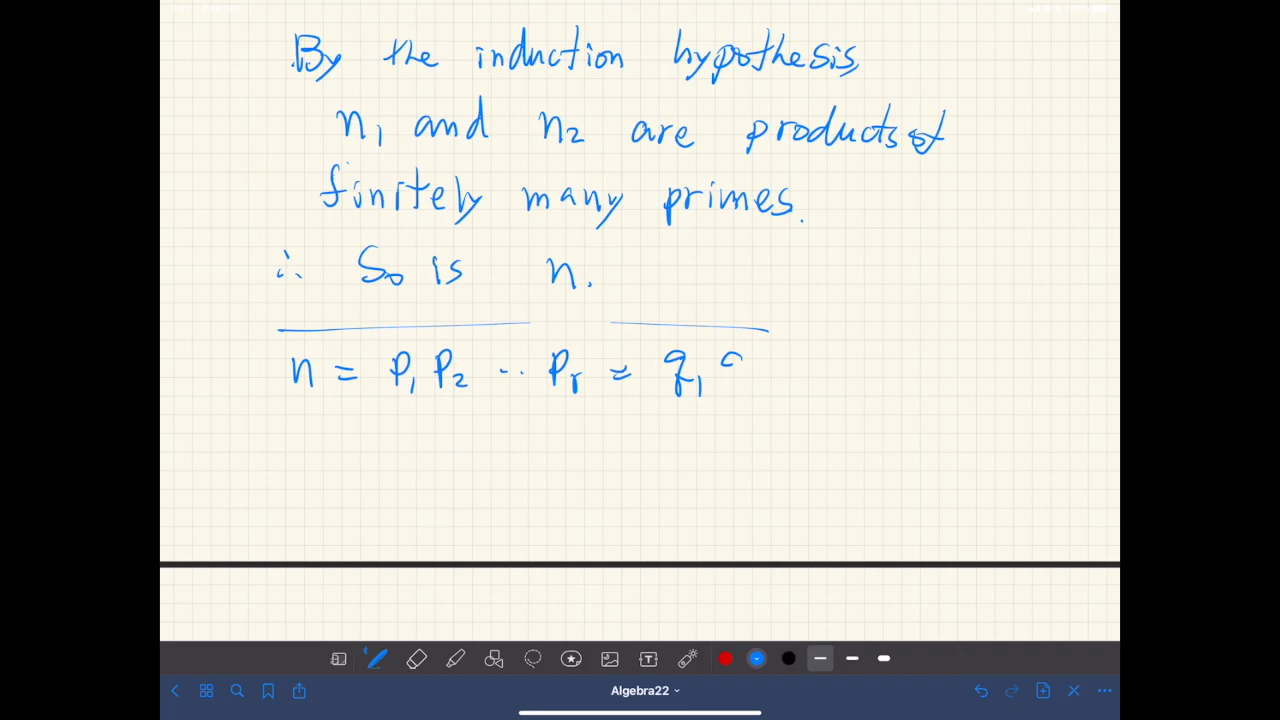 By the induction hypothesis,
n₁ and n₂ are products of
finitely many primes.
∴ So is n.
n = p₁ p₂ ·· pᵣ = q₁
Algebra22